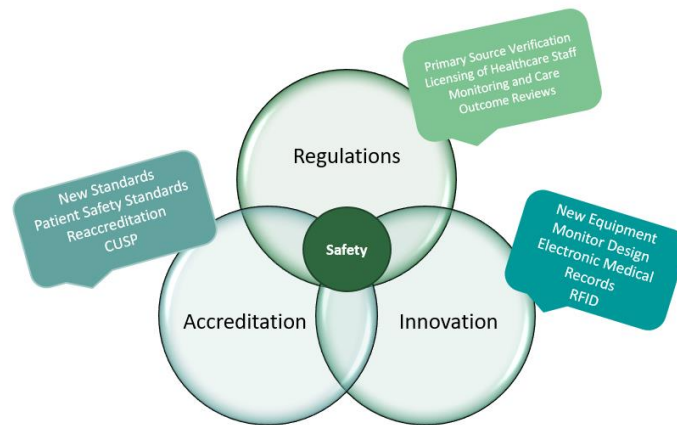 Primary Source Verification
Licensing of Healthcare Staff
Monitoring and Care
Outcome Reviews
Regulations
New Standards
Patient Safety Standards
Reaccreditation
CUSP
New Equipment
Monitor Design
Electronic Medical
Records
RFID
Safety
Accreditation
Innovation